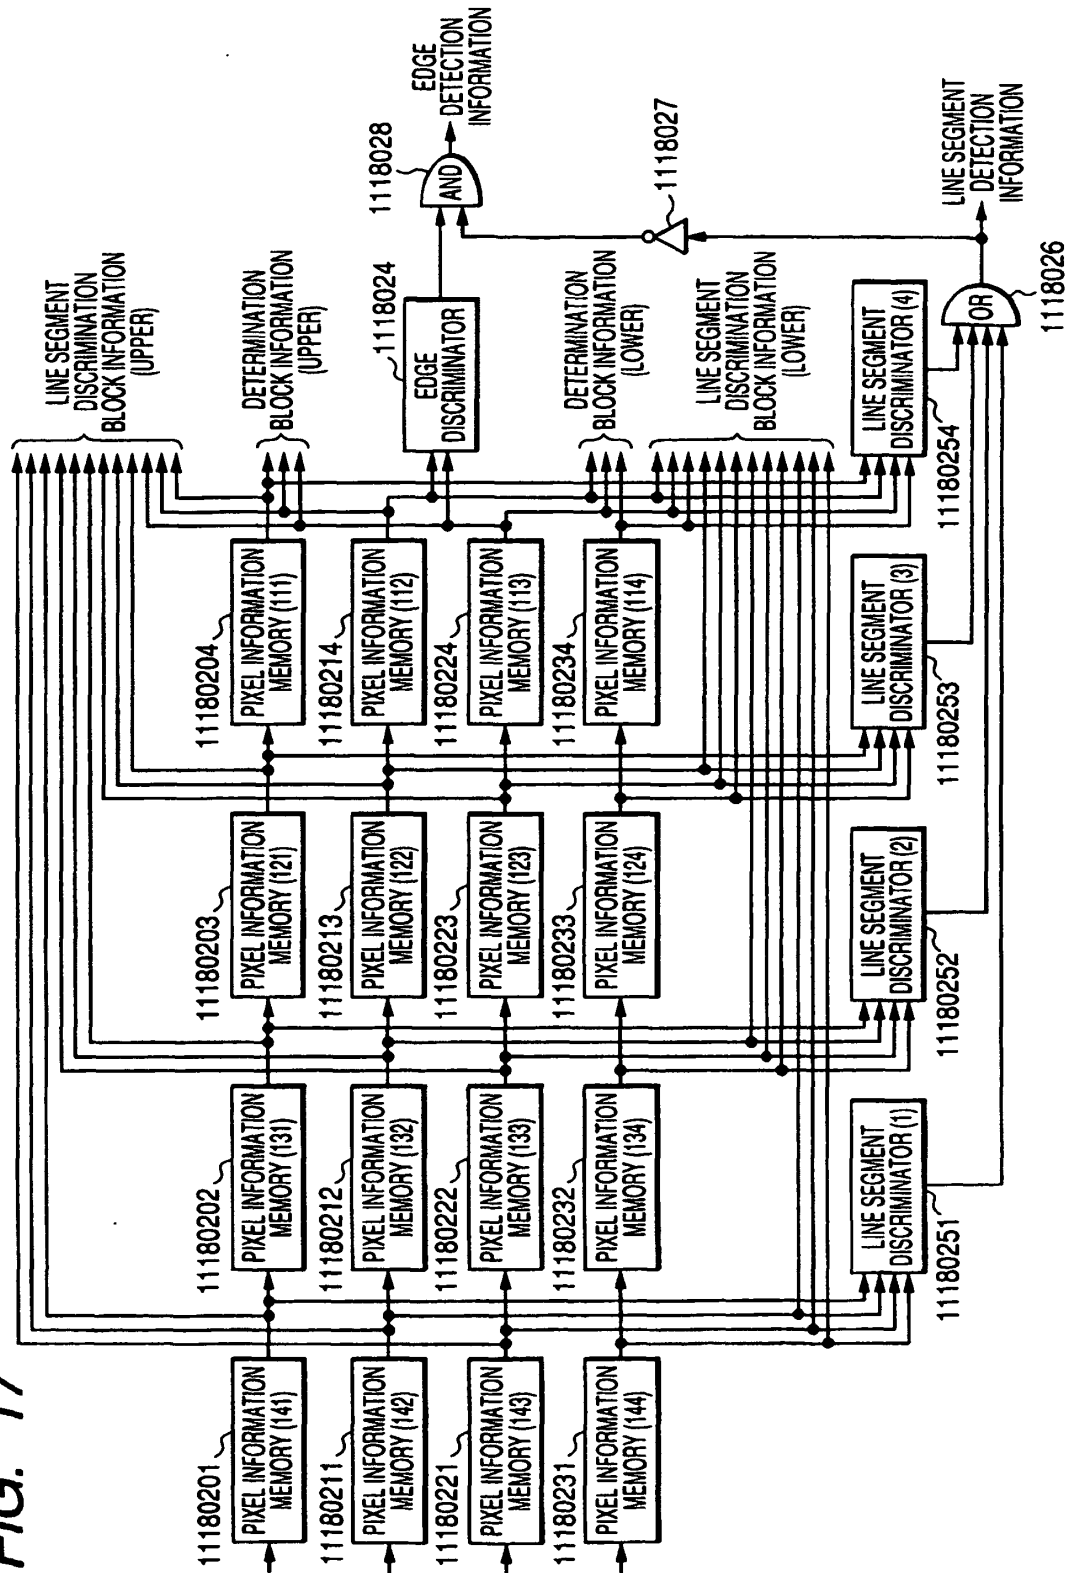 FIG. 17
LINE SEGMENT
DISCRIMINATION
BLOCK INFORMATION
(UPPER)
DETERMINATION
BLOCK INFORMATION
(UPPER)
1118024
EDGE
DISCRIMINATOR
1118028
AND
EDGE
DETECTION
INFORMATION
1118027
DETERMINATION
BLOCK INFORMATION
(LOWER)
LINE SEGMENT
DISCRIMINATION
BLOCK INFORMATION
(LOWER)
LINE SEGMENT
DETECTION
INFORMATION
OR
1118026
11180201
PIXEL INFORMATION
MEMORY (141)
11180202
PIXEL INFORMATION
MEMORY (131)
11180203
PIXEL INFORMATION
MEMORY (121)
11180204
PIXEL INFORMATION
MEMORY (111)
11180211
PIXEL INFORMATION
MEMORY (142)
11180212
PIXEL INFORMATION
MEMORY (132)
11180213
PIXEL INFORMATION
MEMORY (122)
11180214
PIXEL INFORMATION
MEMORY (112)
11180221
PIXEL INFORMATION
MEMORY (143)
11180222
PIXEL INFORMATION
MEMORY (133)
11180223
PIXEL INFORMATION
MEMORY (123)
11180224
PIXEL INFORMATION
MEMORY (113)
11180231
PIXEL INFORMATION
MEMORY (144)
11180232
PIXEL INFORMATION
MEMORY (134)
11180233
PIXEL INFORMATION
MEMORY (124)
11180234
PIXEL INFORMATION
MEMORY (114)
LINE SEGMENT
DISCRIMINATOR (1)
11180251
LINE SEGMENT
DISCRIMINATOR (2)
11180252
LINE SEGMENT
DISCRIMINATOR (3)
11180253
LINE SEGMENT
DISCRIMINATOR (4)
11180254